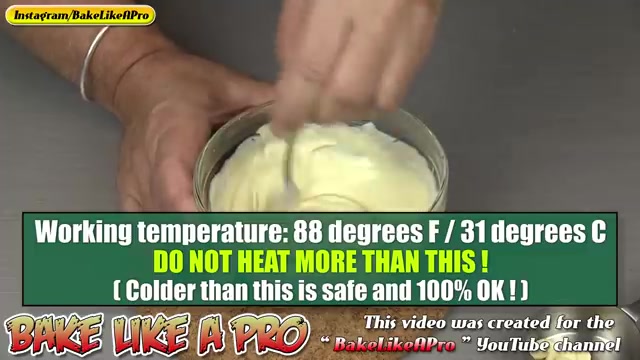 Instagram/BakeLikeAPro
Working temperature: 88 degrees F / 31 degrees C
DO NOT HEAT MORE THAN THIS !
( Colder than this is safe and 100% OK ! )
BAKE LIKE A PRO
This video was created for the
“ BakeLikeAPro ” YouTube channel